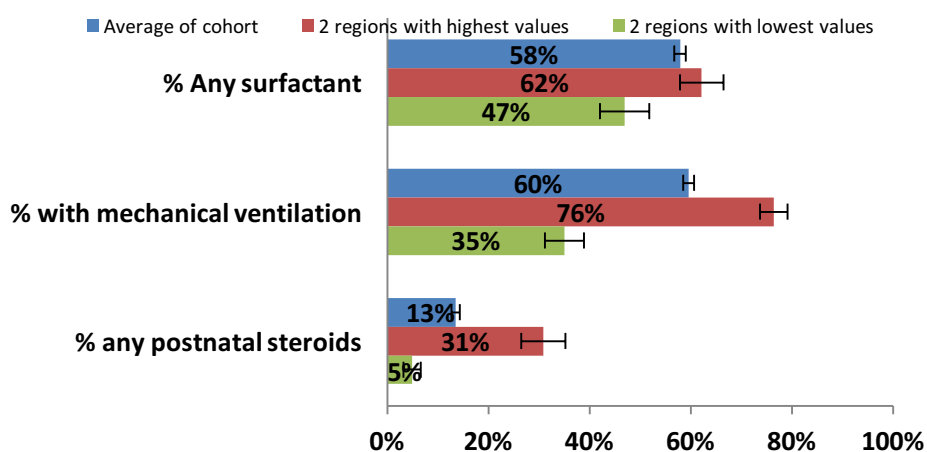 Average of cohort 2 regions with highest values 2 regions with lowest values
% Any surfactant
58%
62%
47%
% with mechanical ventilation
60%
76%
35%
% any postnatal steroids
13%
31%
5%
0% 20% 40% 60% 80% 100%